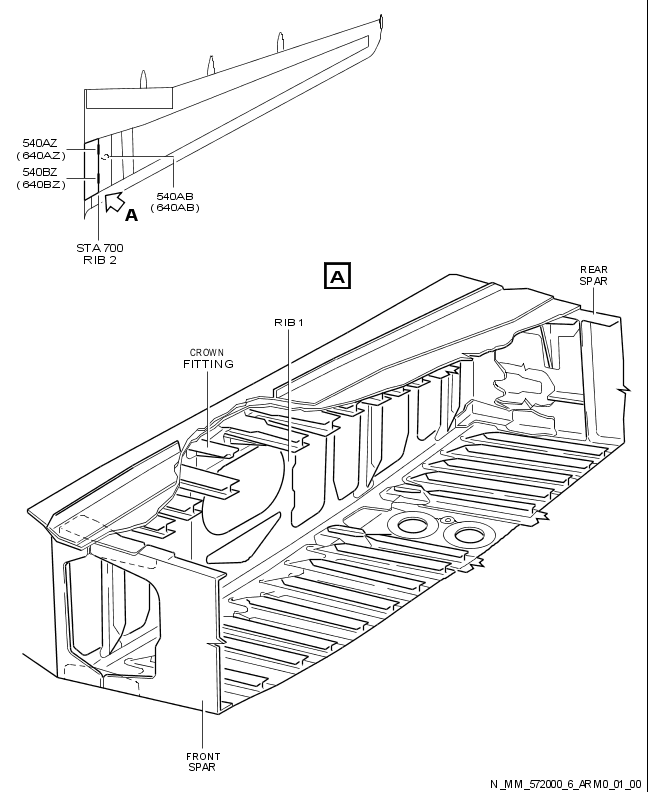 540AZ
(640AZ)
540BZ
(640BZ)
540AB
(640AB)
A
STA 700
RIB 2
A
REAR
SPAR
RIB 1
CROWN
FITTING
FRONT
SPAR
N_MM_572000_6_ARM0_01_00